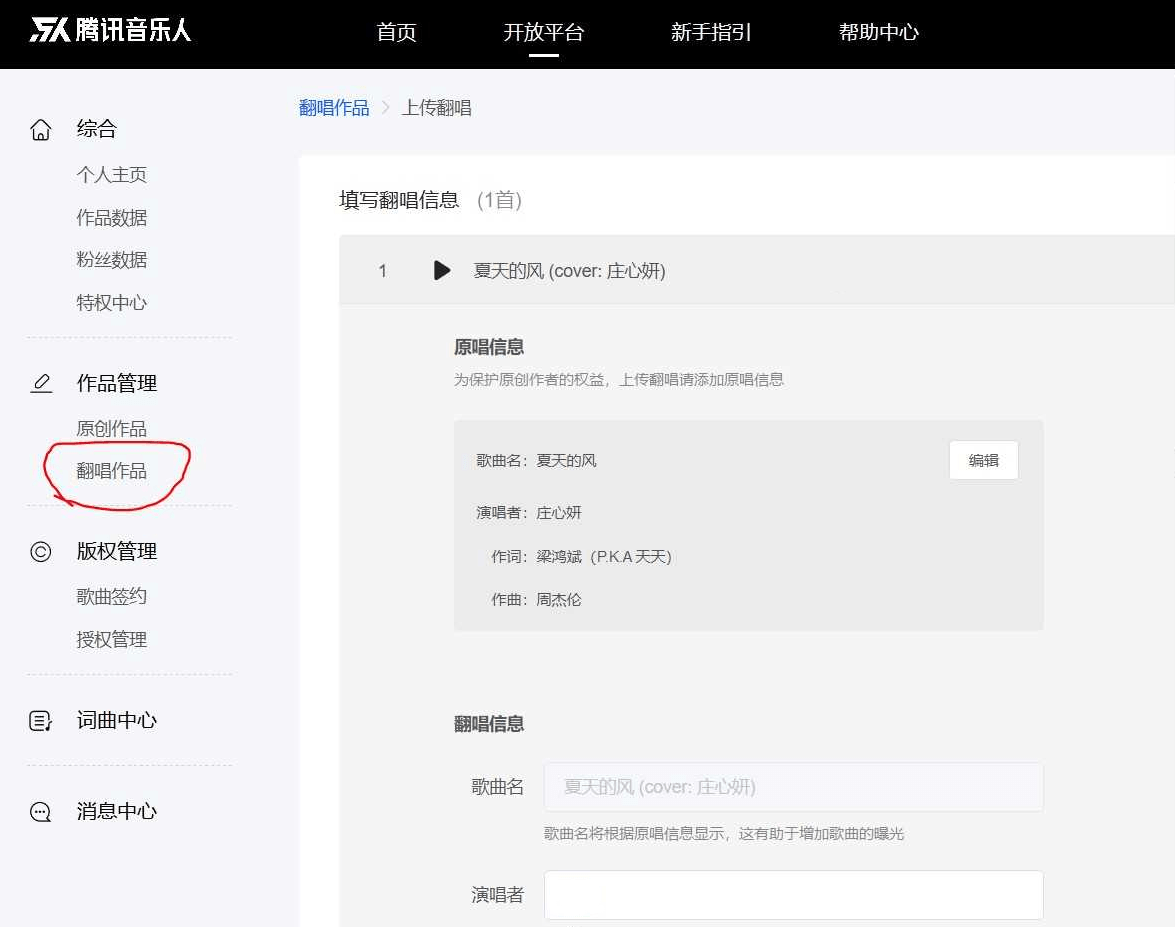 腾讯音乐人
首页
开放平台
新手指引
帮助中心
综合
个人主页
作品数据
粉丝数据
特权中心
作品管理
原创作品
翻唱作品
版权管理
歌曲签约
授权管理
词曲中心
消息中心
翻唱作品 > 上传翻唱
填写翻唱信息 (1首)
1 夏天的风 (cover: 庄心妍)
原唱信息
为保护原创作者的权益，上传翻唱请添加原唱信息
歌曲名：夏天的风
编辑
演唱者：庄心妍
作词：梁鸿斌（P.K.A 天天）
作曲：周杰伦
翻唱信息
歌曲名 夏天的风 (cover: 庄心妍)
歌曲名将根据原唱信息显示，这有助于增加歌曲的曝光
演唱者